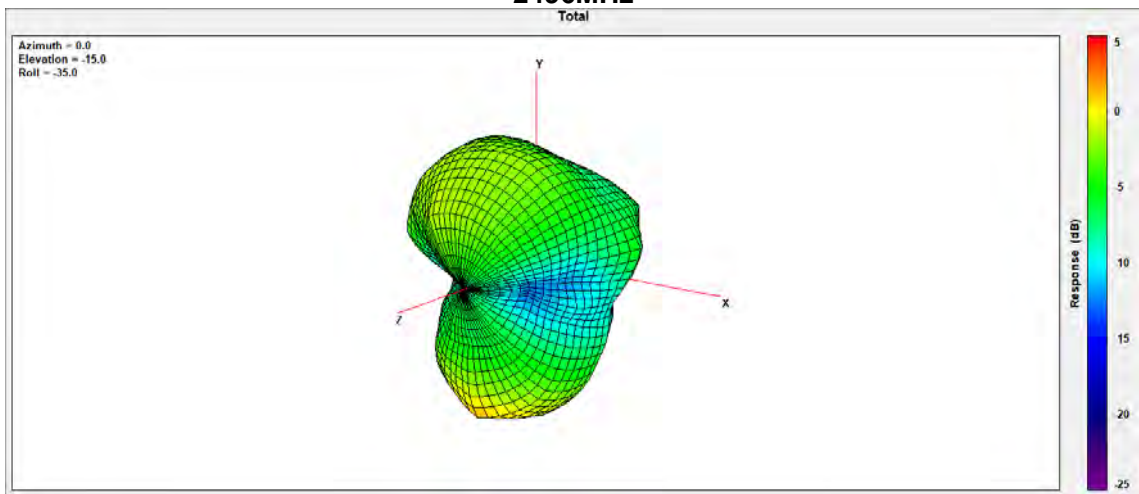 Total
Azimuth = 0.0
Elevation = -15.0
Roll = -35.0
Y
X
Z
5
0
5
10
15
-20
-25
Response (dB)